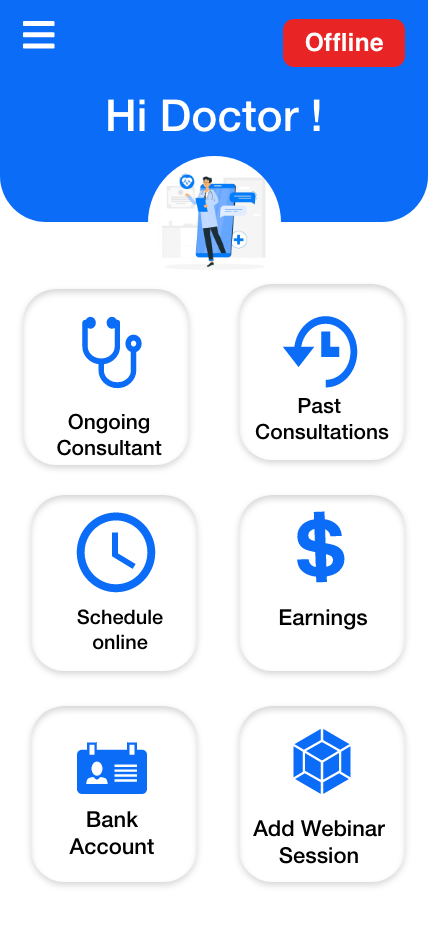 Offline
Hi Doctor !
Ongoing
Consultant
Past
Consultations
Schedule
online
Earnings
Bank
Account
Add Webinar
Session